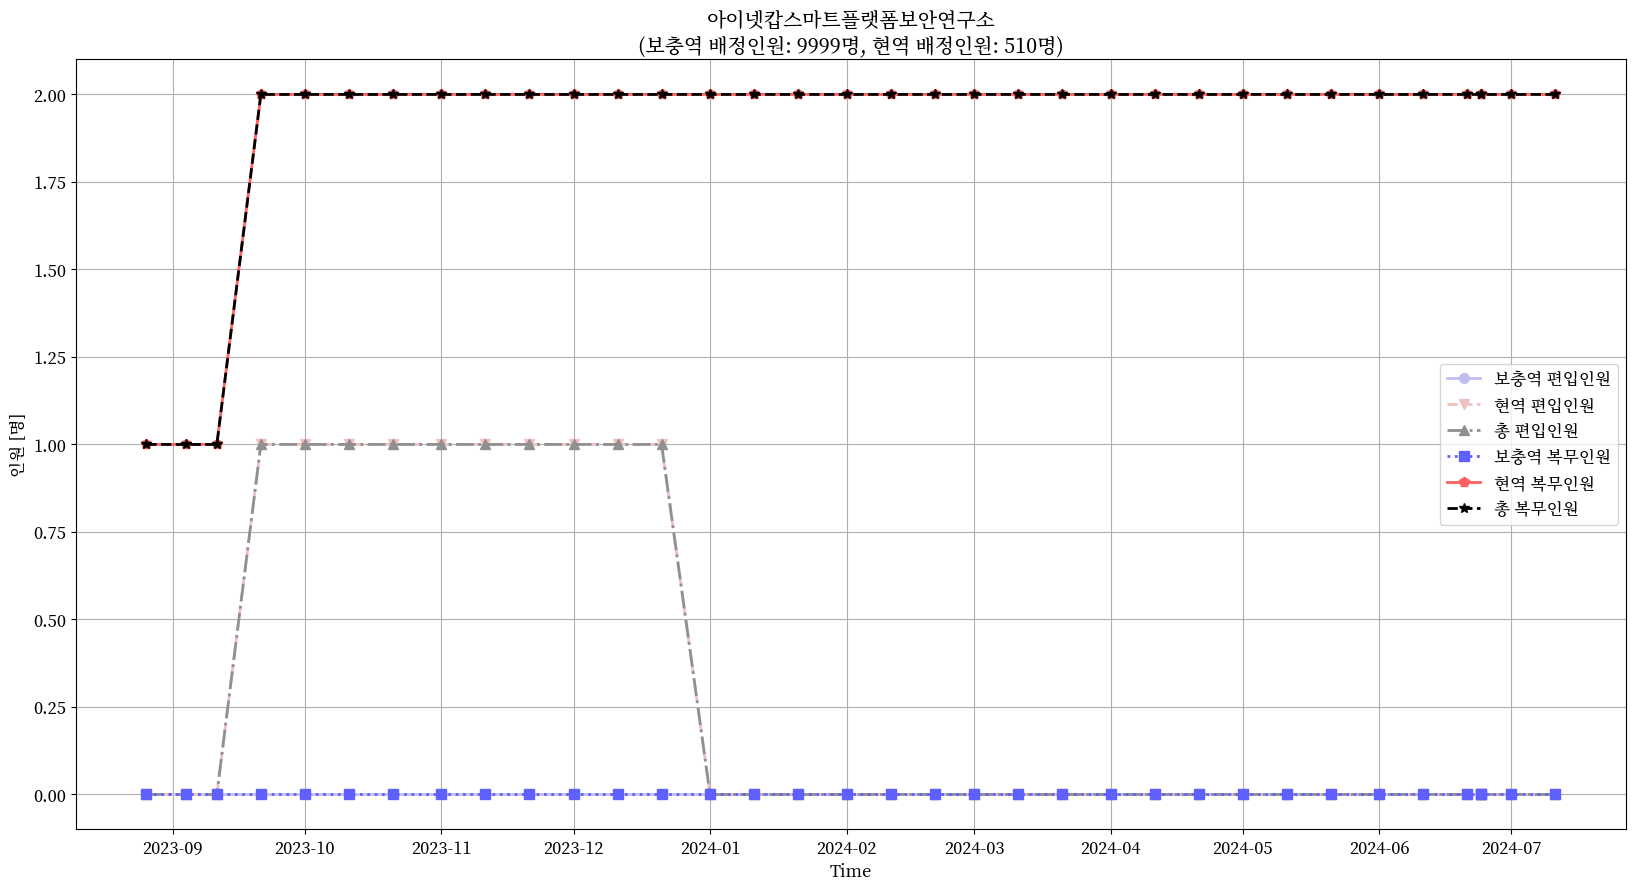 아이넷캅스마트플랫폼보안연구소
(보충역 배정인원: 9999명, 현역 배정인원: 510명)
2.00
1.75
1.50
1.25
1.00
0.75
0.50
0.25
0.00
인원 [명]
보충역 편입인원
현역 편입인원
총 편입인원
보충역 복무인원
현역 복무인원
총 복무인원
2023-09 2023-10 2023-11 2023-12 2024-01 2024-02 2024-03 2024-04 2024-05 2024-06 2024-07
Time